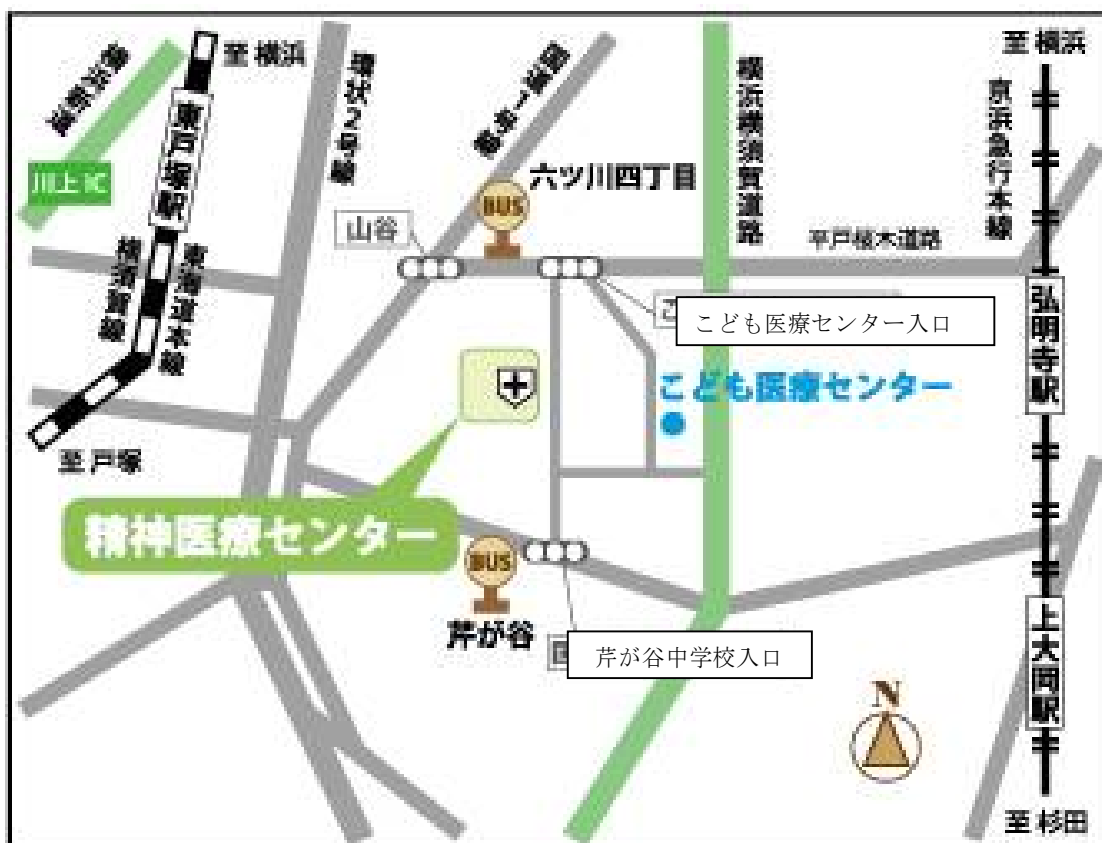 至 横浜
至 横浜
横浜新道
川上 IC
東戸塚駅
環状2号線
国道1号線
BUS
六ツ川四丁目
横浜横須賀道路
京浜急行本線
山谷
平戸桜木道路
横須賀線
東海道本線
こ
こども医療センター入口
弘明寺駅
こども医療センター
至 戸塚
精神医療センター
BUS
芹が谷
芹が谷中学校入口
上大岡駅
N
至 杉田